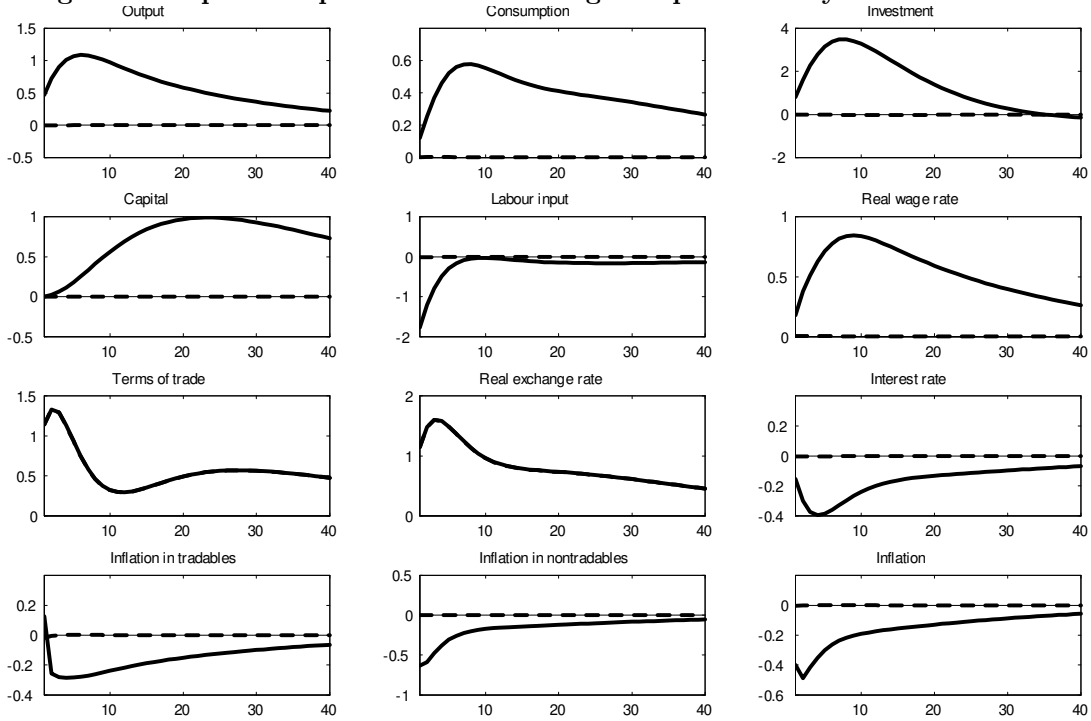 Output Consumption Investment
1.5
1
0.5
0
-0.5
10 20 30 40
0.6
0.4
0.2
0
10 20 30 40
4
2
0
-2
10 20 30 40
Capital Labour input Real wage rate
1
0.5
0
-0.5
10 20 30 40
1
0
-1
-2
10 20 30 40
1
0.5
0
10 20 30 40
Terms of trade Real exchange rate Interest rate
1.5
1
0.5
0
10 20 30 40
2
1
0
10 20 30 40
0.2
0
-0.2
-0.4
10 20 30 40
Inflation in tradables Inflation in nontradables Inflation
0.2
0
-0.2
-0.4
10 20 30 40
0.5
0
-0.5
-1
10 20 30 40
0
-0.2
-0.4
-0.6
10 20 30 40